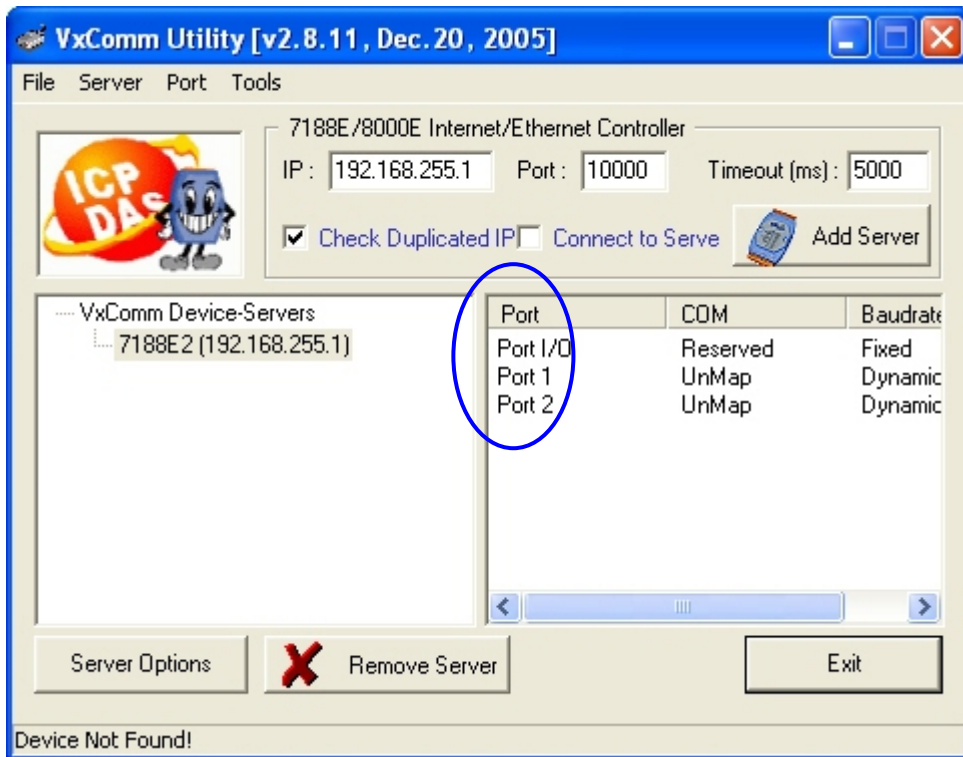 VxComm Utility [v2.8.11, Dec.20, 2005]
File Server Port Tools
ICP
DAS
7188E/8000E Internet/Ethernet Controller
IP : 192.168.255.1 Port : 10000 Timeout (ms) : 5000
Check Duplicated IP Connect to Serve Add Server
VxComm Device-Servers
7188E2 (192.168.255.1)
Port COM Baudrate
Port I/O Reserved Fixed
Port 1 UnMap Dynamic
Port 2 UnMap Dynamic
Server Options Remove Server Exit
Device Not Found!